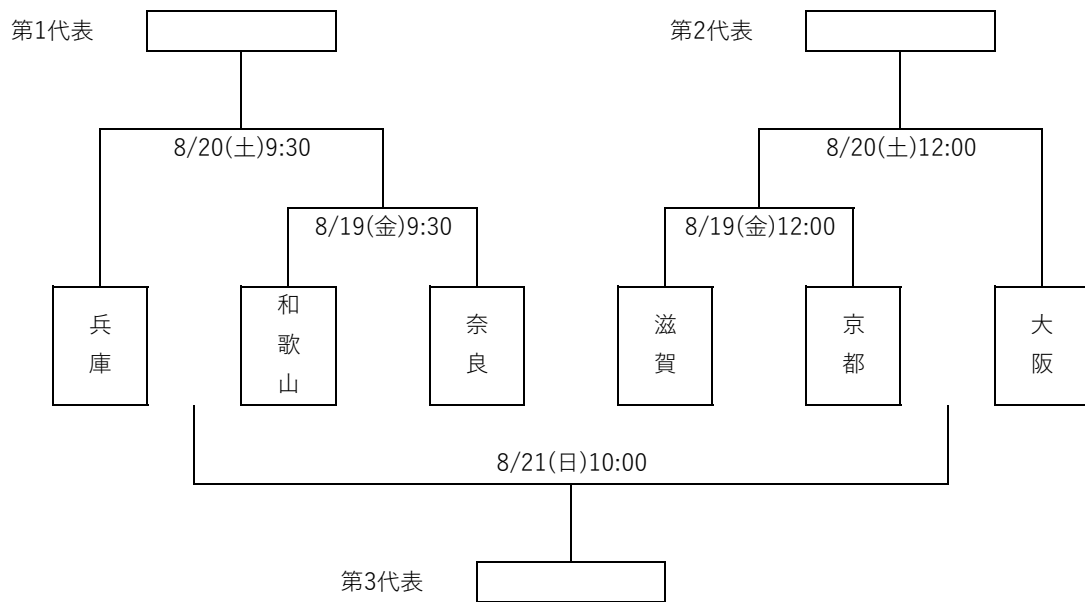 第1代表
第2代表
8/20(土)9:30
8/20(土)12:00
8/19(金)9:30
8/19(金)12:00
兵庫
和歌山
奈良
滋賀
京都
大阪
8/21(日)10:00
第3代表